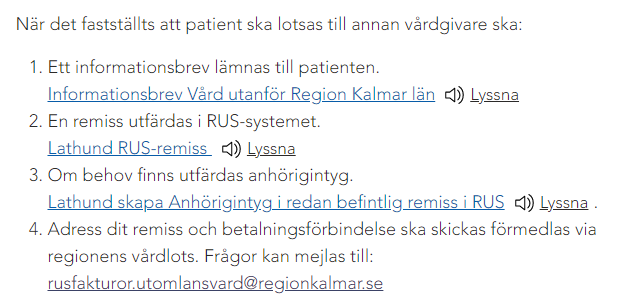 När det fastställts att patient ska lotsas till annan vårdgivare ska:
1. Ett informationsbrev lämnas till patienten.
Informationsbrev Vård utanför Region Kalmar län Lyssna
2. En remiss utfärdas i RUS-systemet.
Lathund RUS-remiss Lyssna
3. Om behov finns utfärdas anhörigintyg.
Lathund skapa Anhörigintyg i redan befintlig remiss i RUS Lyssna .
4. Adress dit remiss och betalningsförbindelse ska skickas förmedlas via
regionens vårdlots. Frågor kan mejlas till:
rusfakturor.utomlansvard@regionkalmar.se